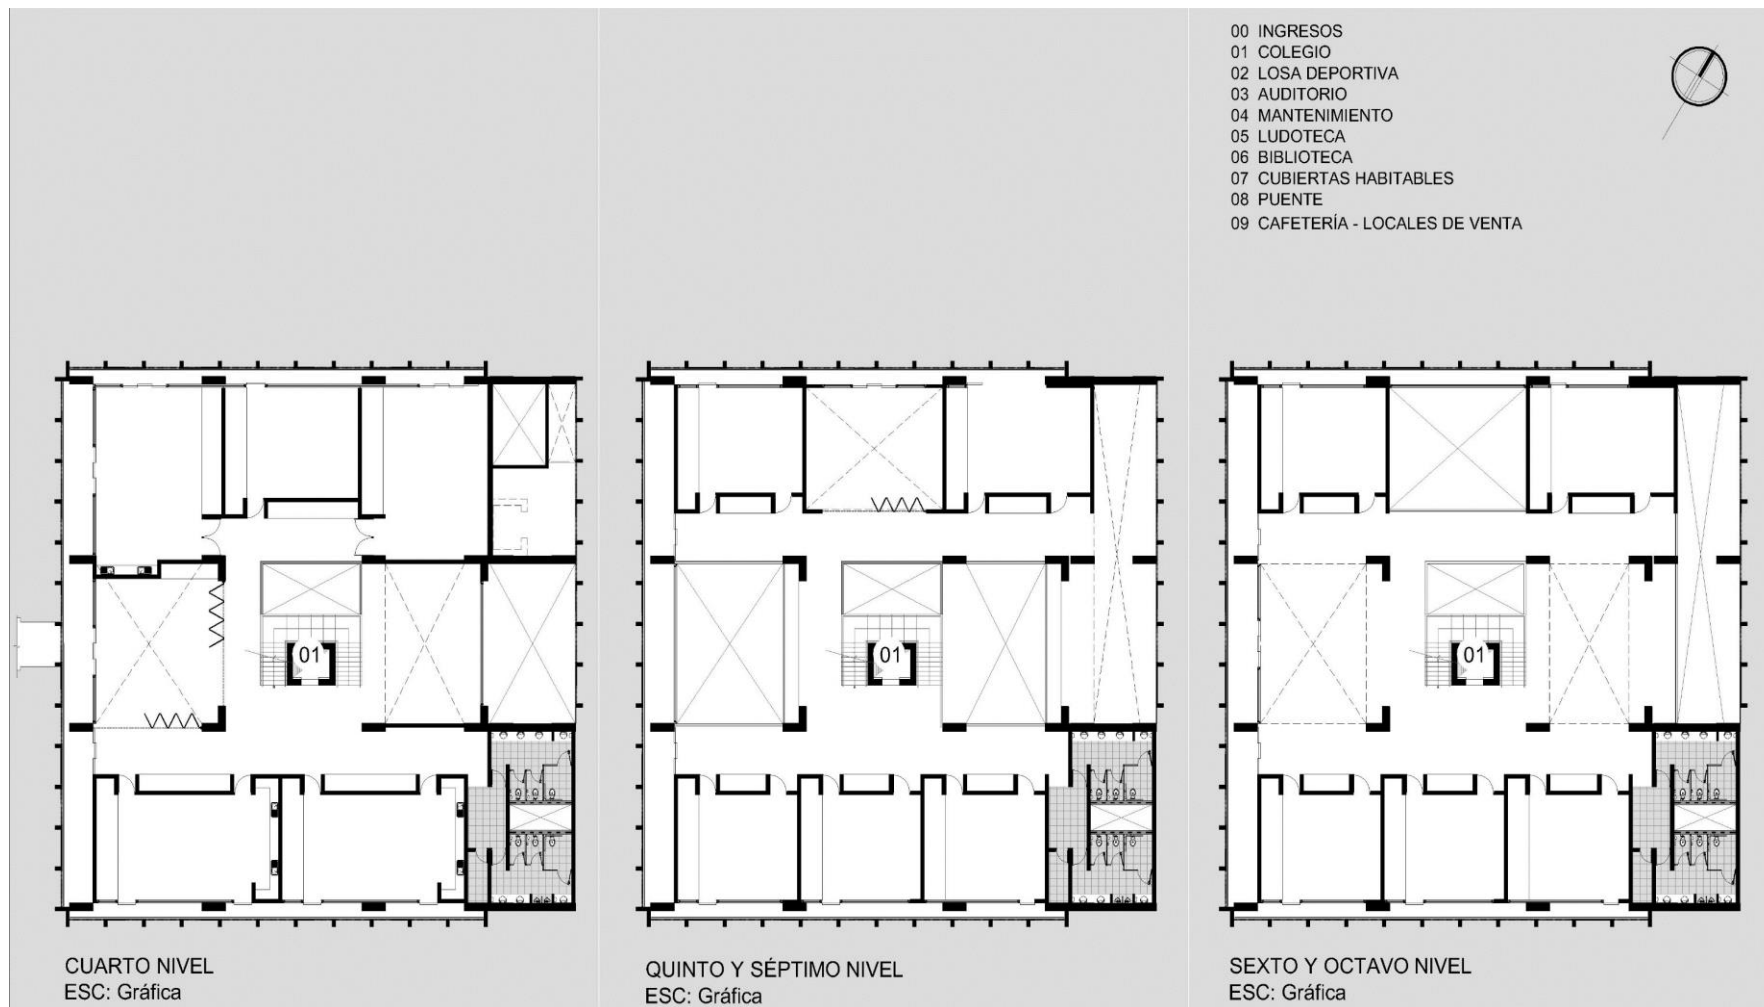 00 INGRESOS
01 COLEGIO
02 LOSA DEPORTIVA
03 AUDITORIO
04 MANTENIMIENTO
05 LUDOTECA
06 BIBLIOTECA
07 CUBIERTAS HABITABLES
08 PUENTE
09 CAFETERÍA - LOCALES DE VENTA
01
01
01
CUARTO NIVEL
ESC: Gráfica
QUINTO Y SÉPTIMO NIVEL
ESC: Gráfica
SEXTO Y OCTAVO NIVEL
ESC: Gráfica